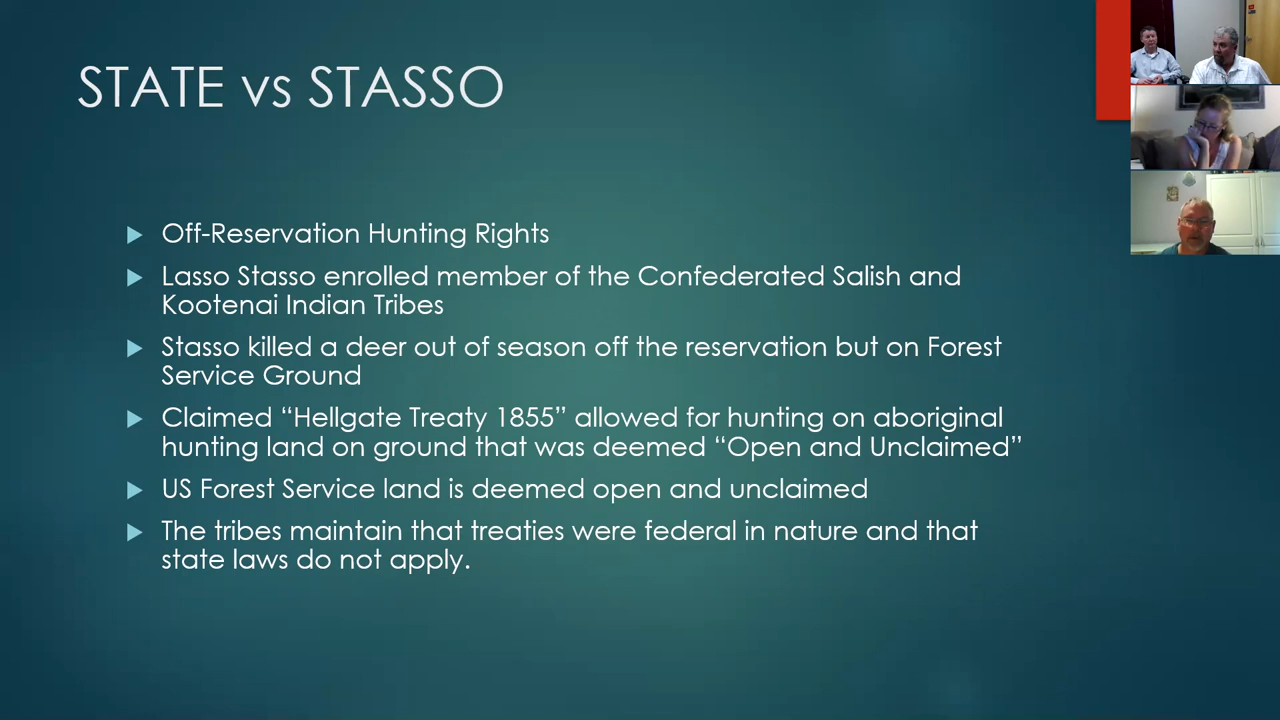 STATE vs STASSO
Off-Reservation Hunting Rights
Lasso Stasso enrolled member of the Confederated Salish and
Kootenai Indian Tribes
Stasso killed a deer out of season off the reservation but on Forest
Service Ground
Claimed “Hellgate Treaty 1855” allowed for hunting on aboriginal
hunting land on ground that was deemed “Open and Unclaimed”
US Forest Service land is deemed open and unclaimed
The tribes maintain that treaties were federal in nature and that
state laws do not apply.